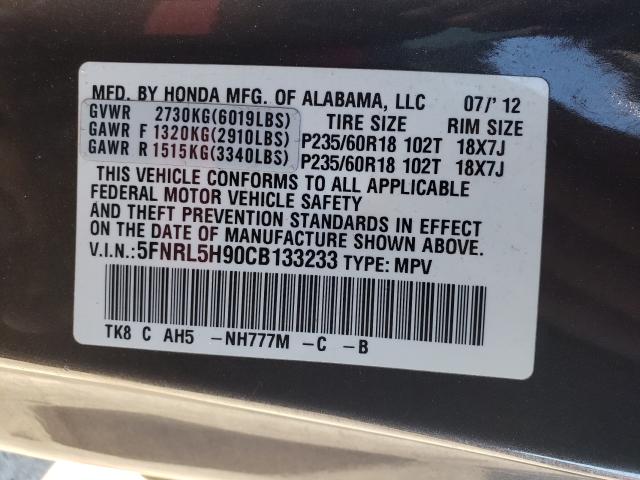 MFD. BY HONDA MFG. OF ALABAMA, LLC 07/'12
GVWR 2730KG(6019LBS) TIRE SIZE RIM SIZE
GAWR F 1320KG(2910LBS) P235/60R18 102T 18X7J
GAWR R 1515KG(3340LBS) P235/60R18 102T 18X7J
THIS VEHICLE CONFORMS TO ALL APPLICABLE
FEDERAL MOTOR VEHICLE SAFETY
AND THEFT PREVENTION STANDARDS IN EFFECT
ON THE DATE OF MANUFACTURE SHOWN ABOVE.
V.I.N.:5FNRL5H90CB133233 TYPE: MPV
TK8 C AH5 -NH777M -C -B